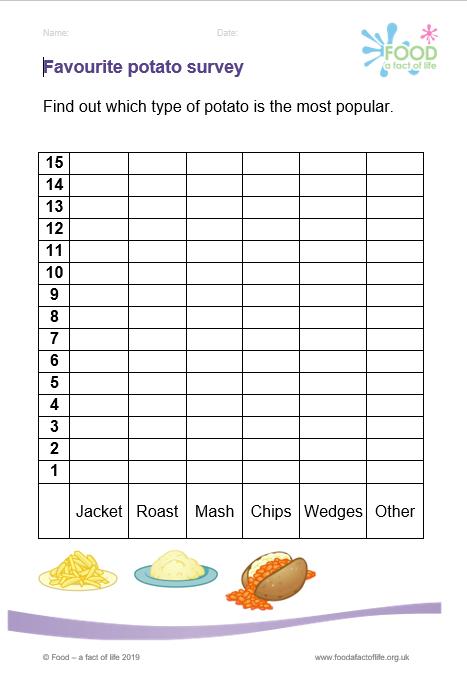 Name:
Date:
FOOD
a fact of life
Favourite potato survey
Find out which type of potato is the most popular.
15
14
13
12
11
10
9
8
7
6
5
4
3
2
1
Jacket Roast Mash Chips Wedges Other
© Food – a fact of life 2019
www.foodafactoflife.org.uk